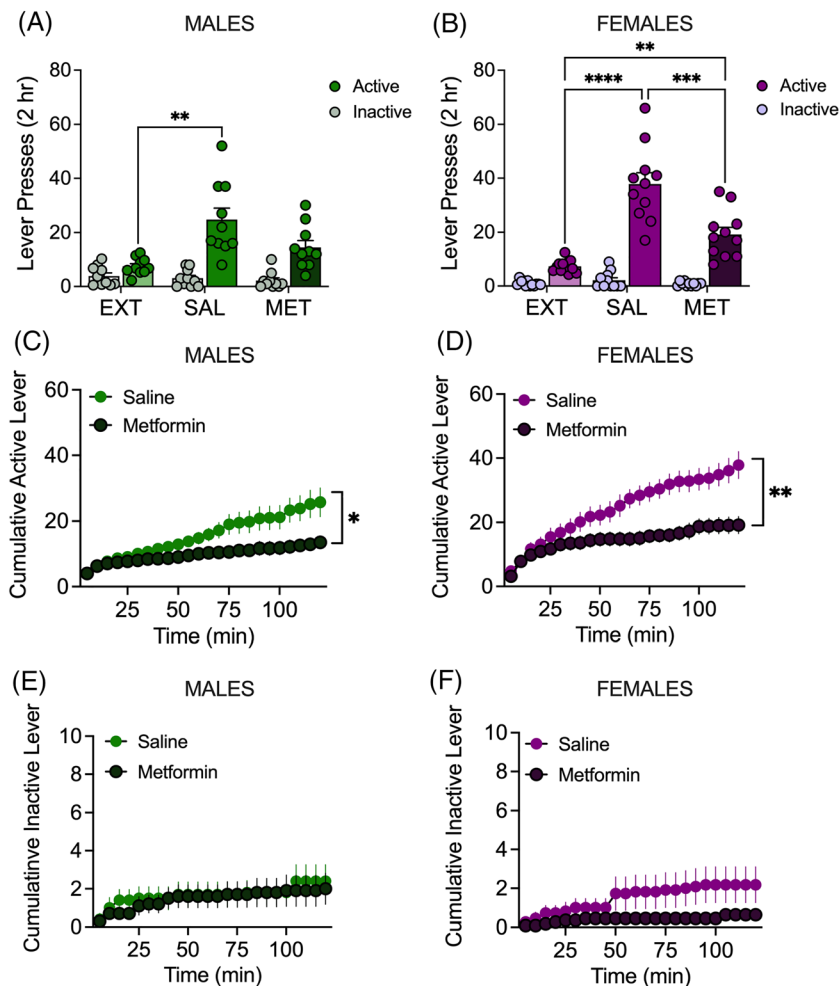 (A)
MALES
Lever Presses (2 hr)
80
60
40
20
0
**
Active
Inactive
EXT SAL MET
(B)
FEMALES
Lever Presses (2 hr)
80
60
40
20
0
**
**** ***
Active
Inactive
EXT SAL MET
(C)
MALES
Cumulative Active Lever
60
40
20
0
Saline
Metformin
*
25 50 75 100
Time (min)
(D)
FEMALES
Cumulative Active Lever
60
40
20
0
Saline
Metformin
**
25 50 75 100
Time (min)
(E)
MALES
Cumulatinve Inactive Lever
10
8
6
4
2
0
Saline
Metformin
25 50 75 100
Time (min)
(F)
FEMALES
Cumulative Inactive Lever
10
8
6
4
2
0
Saline
Metformin
25 50 75 100
Time (min)